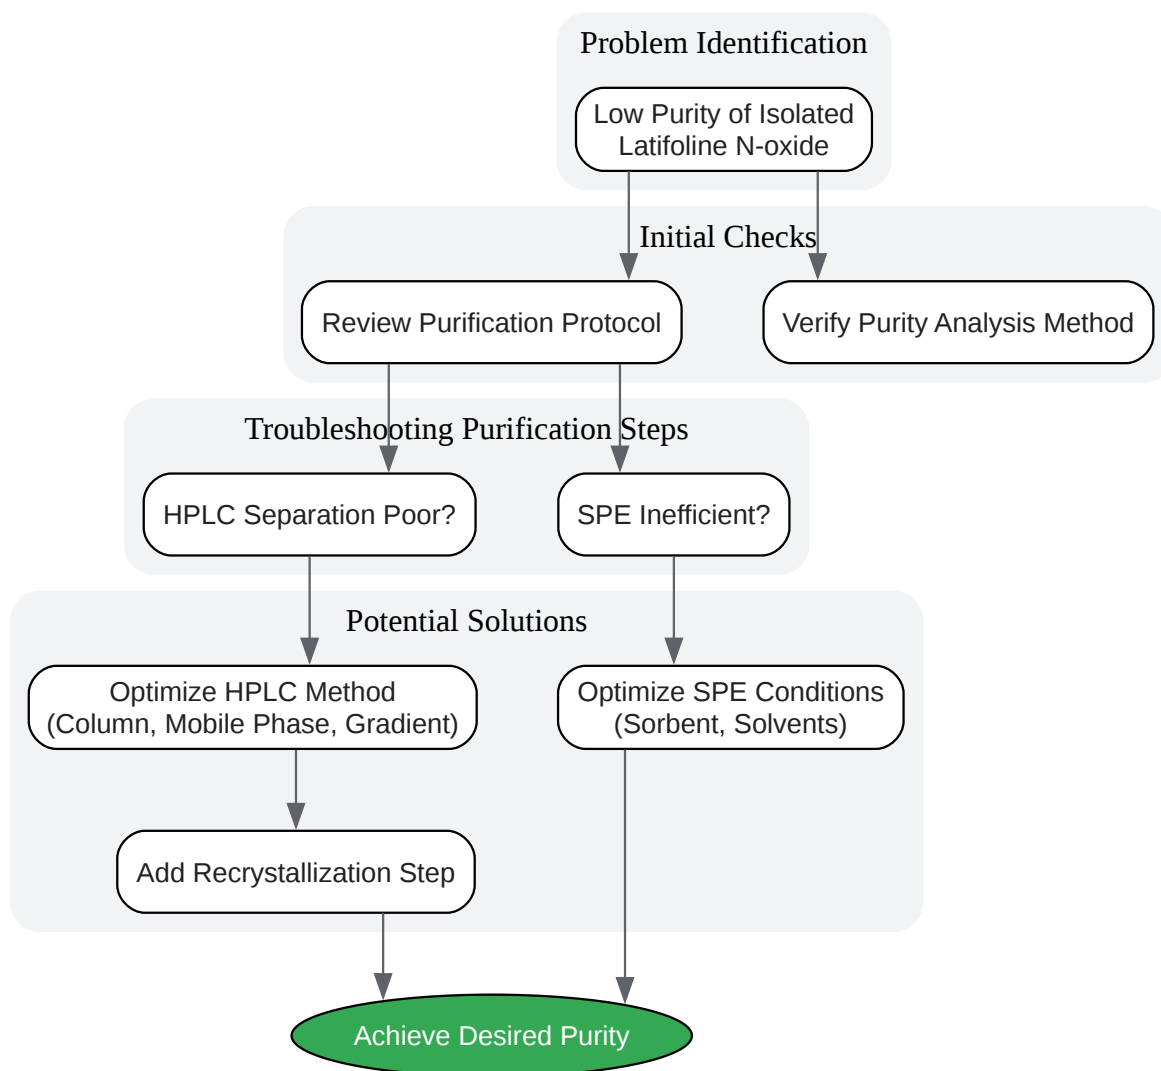 Problem Identification
Low Purity of Isolated
Latifoline N-oxide
Initial Checks
Review Purification Protocol
Verify Purity Analysis Method
Troubleshooting Purification Steps
HPLC Separation Poor?
SPE Inefficient?
Potential Solutions
Optimize HPLC Method
(Column, Mobile Phase, Gradient)
Optimize SPE Conditions
(Sorbent, Solvents)
Add Recrystallization Step
Achieve Desired Purity